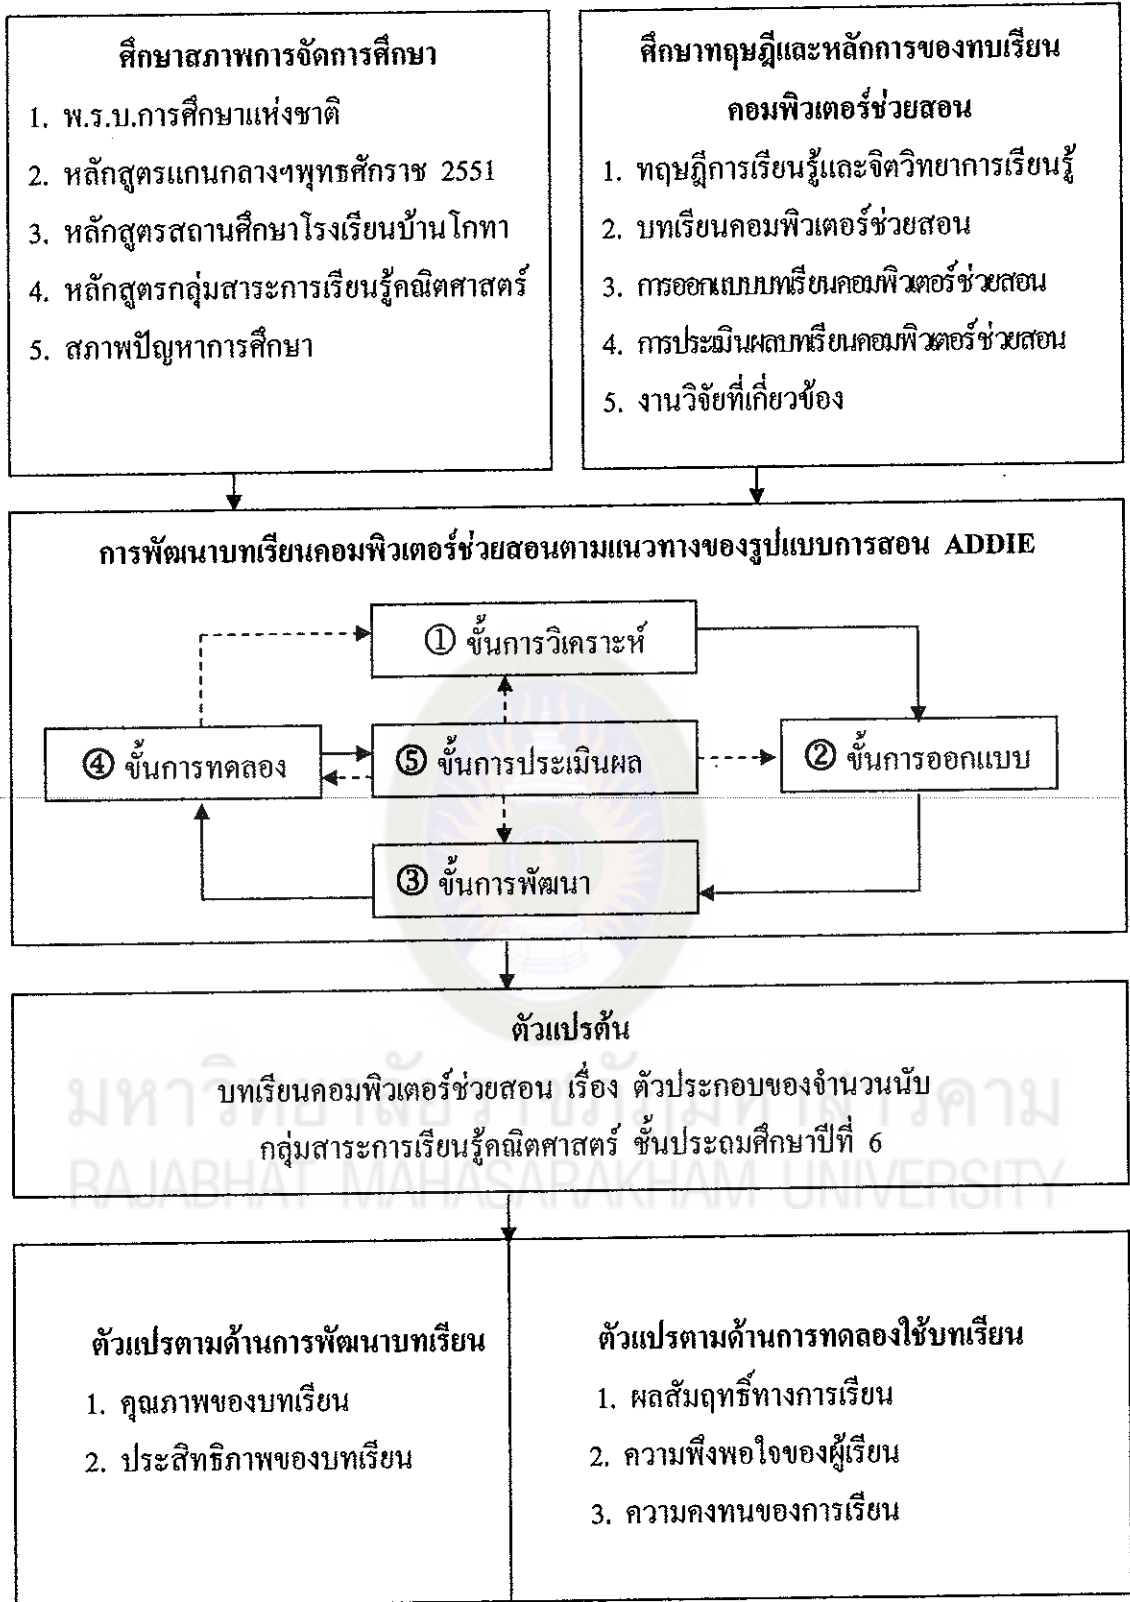 ศึกษาสภาพการจัดการศึกษา
1. พ.ร.บ.การศึกษาแห่งชาติ
2. หลักสูตรแกนกลางฯพุทธศักราช 2551
3. หลักสูตรสถานศึกษาโรงเรียนบ้านโกทา
4. หลักสูตรกลุ่มสาระการเรียนรู้คณิตศาสตร์
5. สภาพปัญหาการศึกษา
ศึกษาทฤษฎีและหลักการของทบเรียน
คอมพิวเตอร์ช่วยสอน
1. ทฤษฎีการเรียนรู้และจิตวิทยาการเรียนรู้
2. บทเรียนคอมพิวเตอร์ช่วยสอน
3. การออกแบบบทเรียนคอมพิวเตอร์ช่วยสอน
4. การประเมินผลบทเรียนคอมพิวเตอร์ช่วยสอน
5. งานวิจัยที่เกี่ยวข้อง
การพัฒนาบทเรียนคอมพิวเตอร์ช่วยสอนตามแนวทางของรูปแบบการสอน ADDIE
① ขั้นการวิเคราะห์
④ ขั้นการทดลอง
⑤ ขั้นการประเมินผล
② ขั้นการออกแบบ
③ ขั้นการพัฒนา
ตัวแปรต้น
บทเรียนคอมพิวเตอร์ช่วยสอน เรื่อง ตัวประกอบของจำนวนนับ
กลุ่มสาระการเรียนรู้คณิตศาสตร์ ชั้นประถมศึกษาปีที่ 6
มหาวิทยาลัยราชภัฏมหาสารคาม
RAJABHAT MAHASARAKHAM UNIVERSITY
ตัวแปรตามด้านการพัฒนาบทเรียน
1. คุณภาพของบทเรียน
2. ประสิทธิภาพของบทเรียน
ตัวแปรตามด้านการทดลองใช้บทเรียน
1. ผลสัมฤทธิ์ทางการเรียน
2. ความพึงพอใจของผู้เรียน
3. ความคงทนของการเรียน